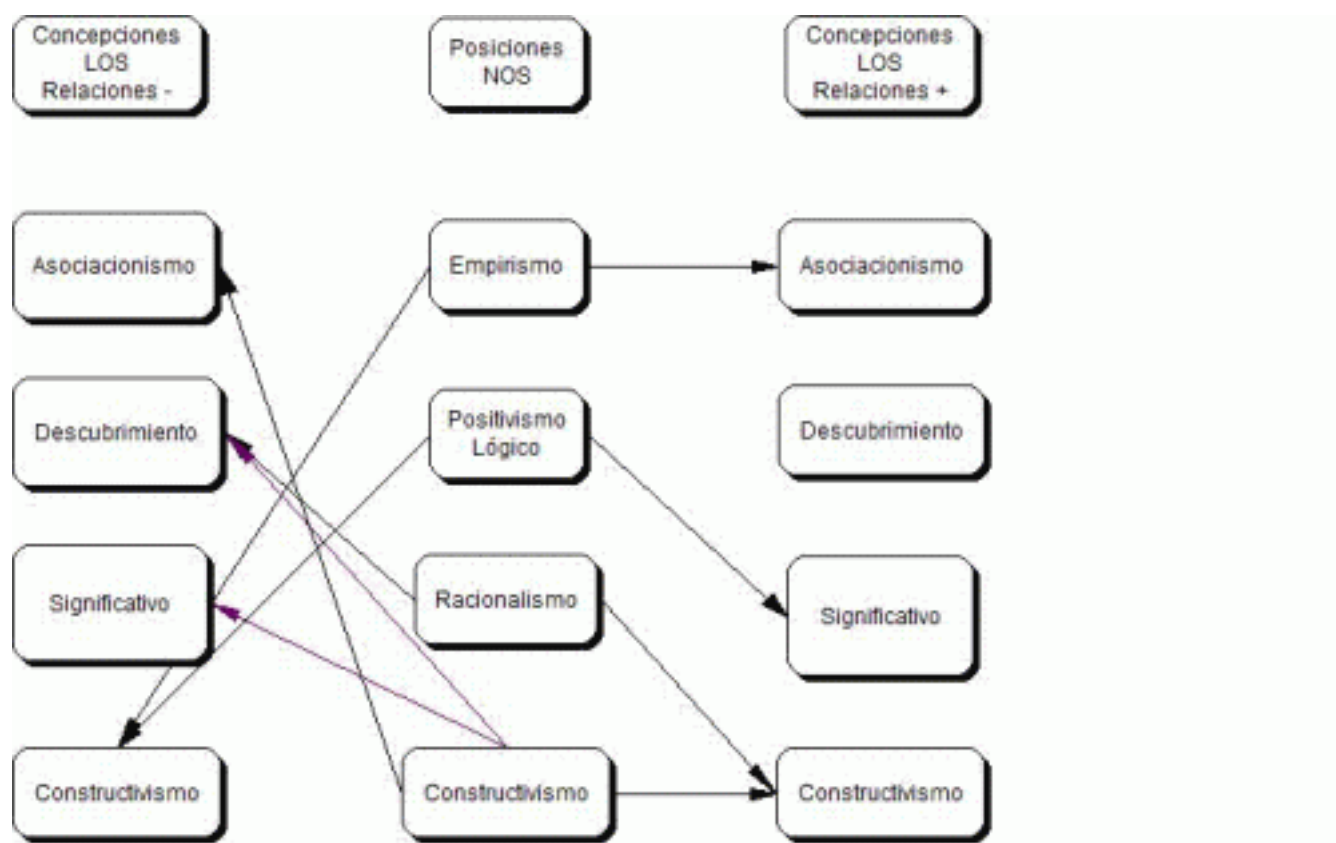 Concepciones
LOS
Relaciones -
Posiciones
NOS
Concepciones
LOS
Relaciones +
Asociacionismo
Empirismo
Asociacionismo
Descubrimiento
Positivismo
Lógico
Descubrimiento
Significativo
Racionalismo
Significativo
Constructivismo
Constructivismo
Constructivismo